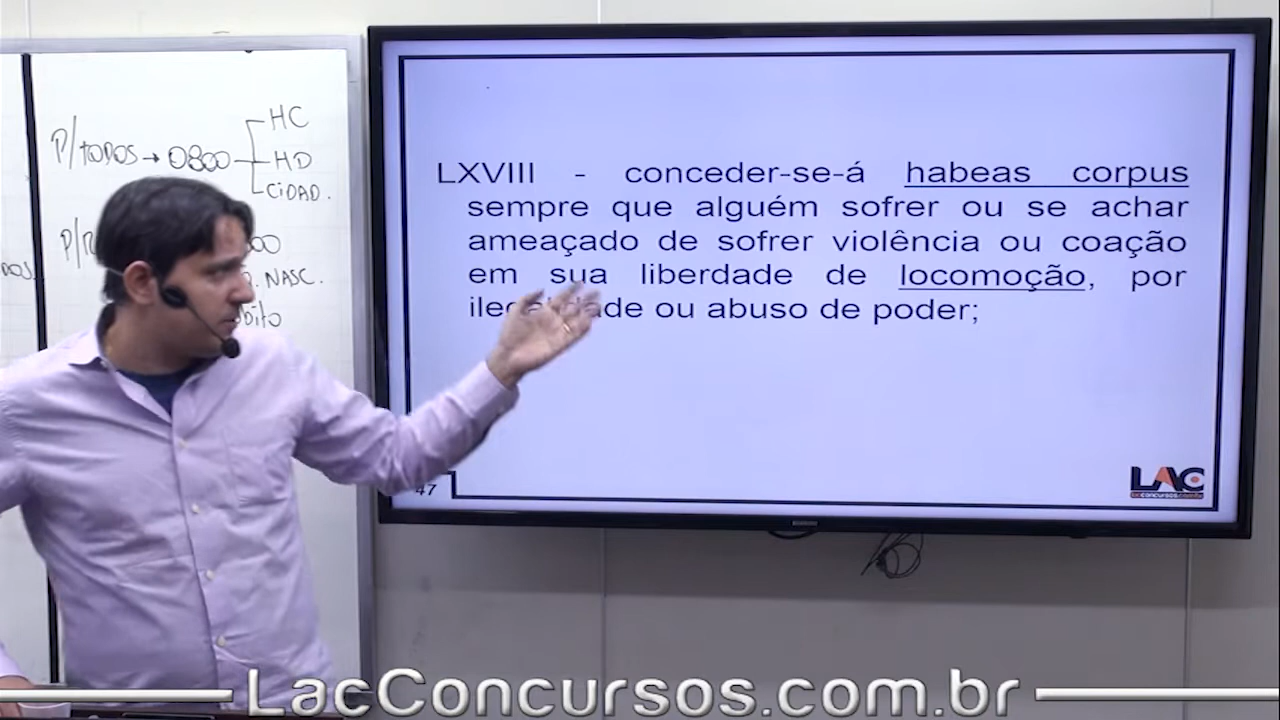 P/TODOS → 0800
HC
HD
CIDAD.
P/
NASC.
LXVIII - conceder-se-á habeas corpus
sempre que alguém sofrer ou se achar
ameaçado de sofrer violência ou coação
em sua liberdade de locomoção, por
ou abuso de poder;
47
LAC
LacConcursos.com.br